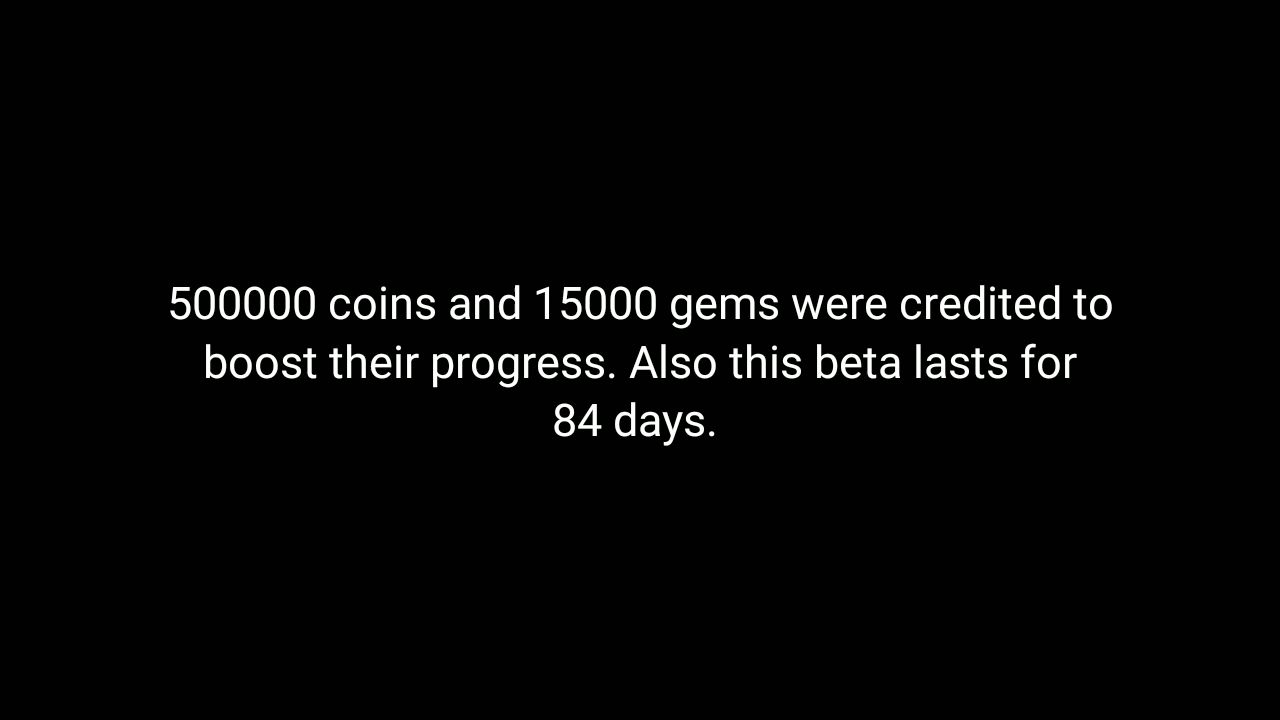 500000 coins and 15000 gems were credited to
boost their progress. Also this beta lasts for
84 days.